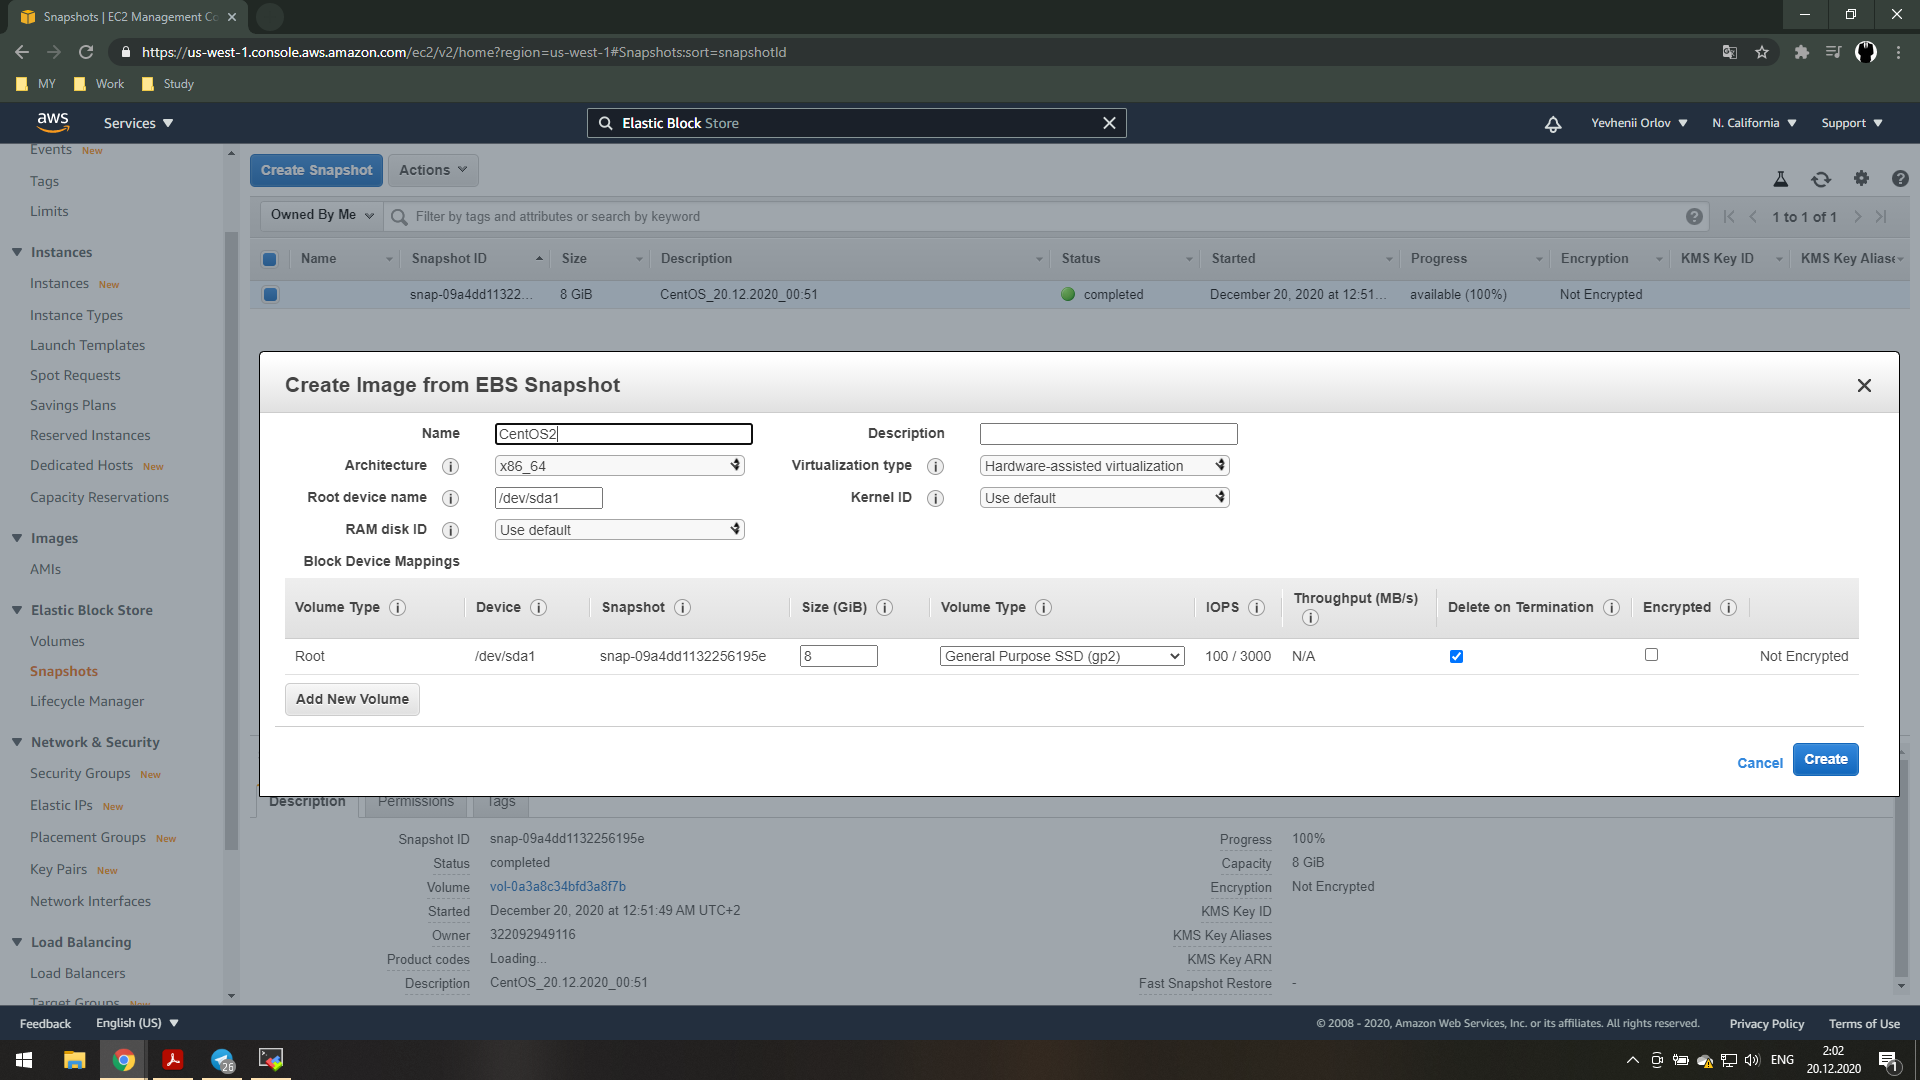 Snapshots | EC2 Management Co
https://us-west-1.console.aws.amazon.com/ec2/v2/home?region=us-west-1#Snapshots:sort=snapshotId
MY Work Study
aws Services Elastic Block Store Yevhenii Orlov N. California Support
Events New
Tags
Limits
Instances
Instances New
Instance Types
Launch Templates
Spot Requests
Savings Plans
Reserved Instances
Dedicated Hosts New
Capacity Reservations
Images
AMIs
Elastic Block Store
Volumes
Snapshots
Lifecycle Manager
Network & Security
Security Groups New
Elastic IPs New
Placement Groups New
Key Pairs New
Network Interfaces
Load Balancing
Load Balancers
Target Groups New
Create Snapshot Actions
Owned By Me Filter by tags and attributes or search by keyword 1 to 1 of 1
Name Snapshot ID Size Description Status Started Progress Encryption KMS Key ID KMS Key Aliase
snap-09a4dd11322... 8 GiB CentOS_20.12.2020_00:51 completed December 20, 2020 at 12:51... available (100%) Not Encrypted
Create Image from EBS Snapshot
Name CentOS2 Description
Architecture x86_64 Virtualization type Hardware-assisted virtualization
Root device name /dev/sda1 Kernel ID Use default
RAM disk ID Use default
Block Device Mappings
Volume Type Device Snapshot Size (GiB) Volume Type IOPS Throughput (MB/s) Delete on Termination Encrypted
Root /dev/sda1 snap-09a4dd1132256195e 8 General Purpose SSD (gp2) 100 / 3000 N/A Not Encrypted
Add New Volume
Cancel Create
Description Permissions Tags
Snapshot ID snap-09a4dd1132256195e Progress 100%
Status completed Capacity 8 GiB
Volume vol-0a3a8c34bfd3a8f7b Encryption Not Encrypted
Started December 20, 2020 at 12:51:49 AM UTC+2 KMS Key ID
Owner 322092949116 KMS Key Aliases
Product codes Loading... KMS Key ARN
Description CentOS_20.12.2020_00:51 Fast Snapshot Restore -
Feedback English (US) © 2008 - 2020, Amazon Web Services, Inc. or its affiliates. All rights reserved. Privacy Policy Terms of Use
26 ENG 2:02
20.12.2020 1